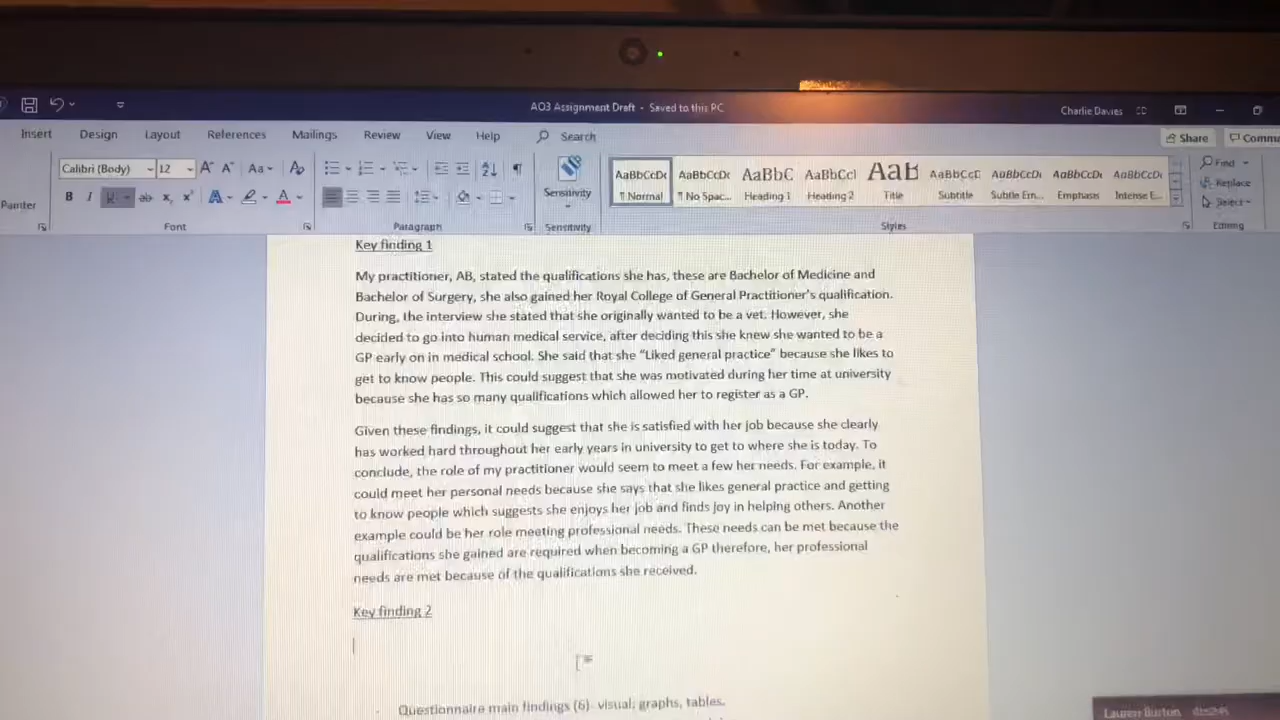 AO3 Assignment Draft - Saved to this PC
Charlie Davies
Insert Design Layout References Mailings Review View Help Search
Share
Calibri (Body) 12
Painter
Font
Paragraph
Sensitivity
Sensitivity
AaBbCcDc AaBbCcDc AaBbC AaBbCcI AaB AaBbCcD AaBbCcDi AaBbCcDi AaBbCcDi
¶ Normal ¶ No Spac... Heading 1 Heading 2 Title Subtitle Subtle Em... Emphasis Intense E...
Styles
Find
Replace
Select
Editing
Key finding 1
My practitioner, AB, stated the qualifications she has, these are Bachelor of Medicine and
Bachelor of Surgery, she also gained her Royal College of General Practitioner's qualification.
During, the interview she stated that she originally wanted to be a vet. However, she
decided to go into human medical service, after deciding this she knew she wanted to be a
GP early on in medical school. She said that she "Liked general practice" because she likes to
get to know people. This could suggest that she was motivated during her time at university
because she has so many qualifications which allowed her to register as a GP.
Given these findings, it could suggest that she is satisfied with her job because she clearly
has worked hard throughout her early years in university to get to where she is today. To
conclude, the role of my practitioner would seem to meet a few her needs. For example, it
could meet her personal needs because she says that she likes general practice and getting
to know people which suggests she enjoys her job and finds joy in helping others. Another
example could be her role meeting professional needs. These needs can be met because the
qualifications she gained are required when becoming a GP therefore, her professional
needs are met because of the qualifications she received.
Key finding 2
Questionnaire main findings (6) visual; graphs, tables.
Lauren Burton